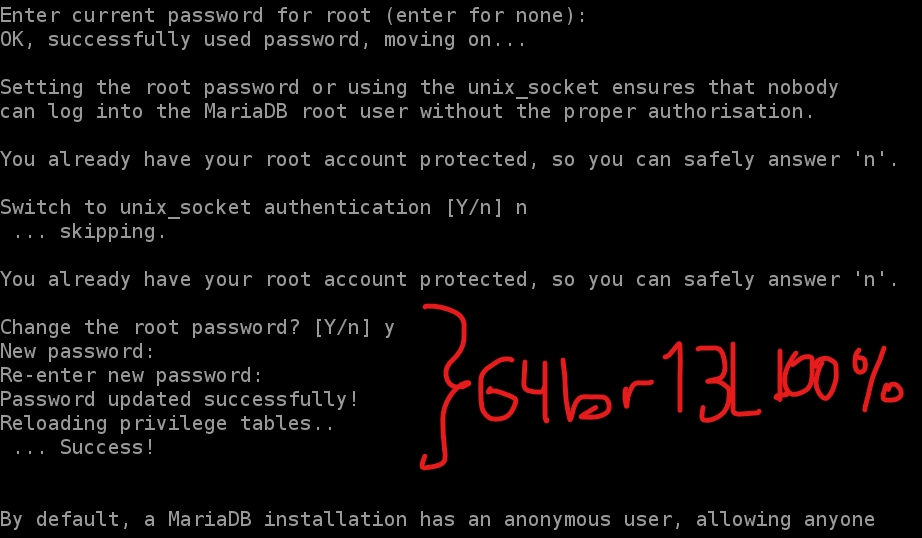 Enter current password for root (enter for none):
OK, successfully used password, moving on...
Setting the root password or using the unix_socket ensures that nobody
can log into the MariaDB root user without the proper authorisation.
You already have your root account protected, so you can safely answer 'n'.
Switch to unix_socket authentication [Y/n] n
... skipping.
You already have your root account protected, so you can safely answer 'n'.
Change the root password? [Y/n] y
New password:
Re-enter new password:
Password updated successfully!
Reloading privilege tables..
... Success!
G4br13L100%
By default, a MariaDB installation has an anonymous user, allowing anyone